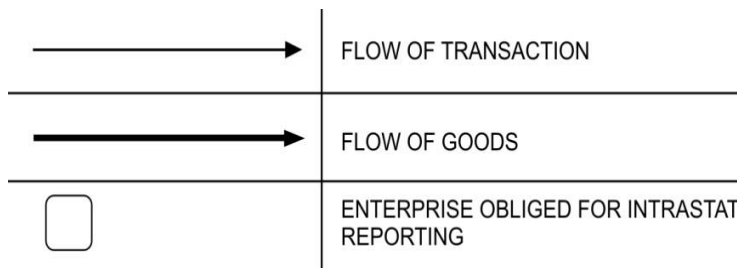 FLOW OF TRANSACTION
FLOW OF GOODS
ENTERPRISE OBLIGED FOR INTRASTAT
REPORTING